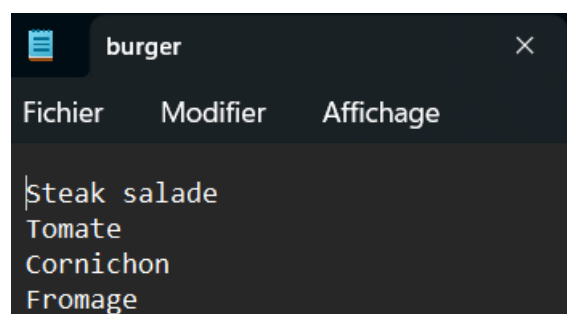 burger
Fichier Modifier Affichage
Steak salade
Tomate
Cornichon
Fromage